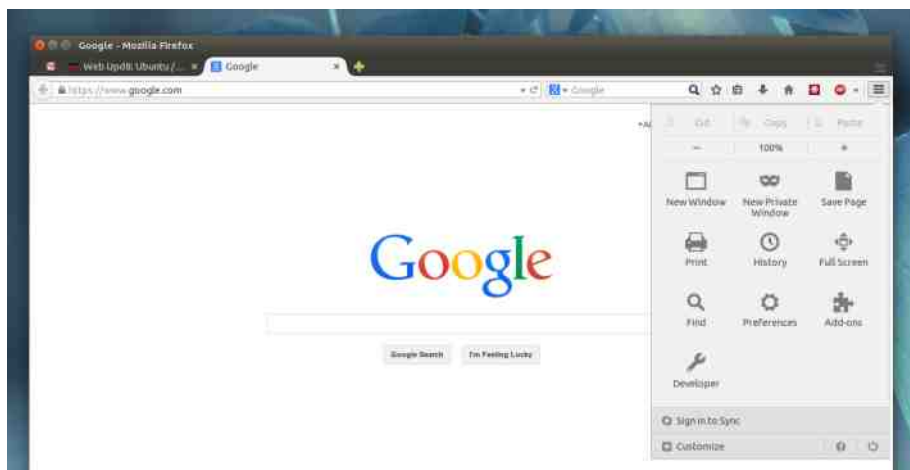 Google - Mozilla Firefox
Web Upd8: Ubuntu / ...
Google
https://www.google.com
Google
Cut
Copy
Paste
100%
New Window
New Private Window
Save Page
Google
Print
History
Full Screen
Find
Preferences
Add-ons
Google Search
I'm Feeling Lucky
Developer
Sign in to Sync
Customize